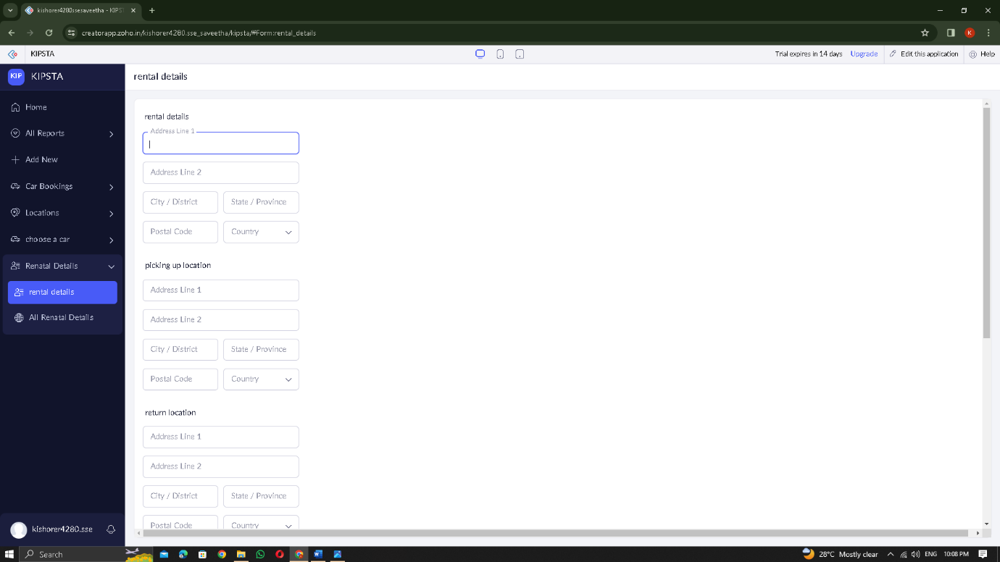 kishorer4280ssesaveetha - KIPS
creatorapp.zoho.in/kishorer4280.sse_saveetha/kipsta/#Form:rental_details
K
KIPSTA
Trial expires in 14 days Upgrade Edit this application Help
KIP KIPSTA
rental details
Home
All Reports
Add New
Car Bookings
Locations
choose a car
Renatal Details
rental details
All Renatal Details
kishorer4280.sse
rental details
Address Line 1
Address Line 2
City / District State / Province
Postal Code Country
picking up location
Address Line 1
Address Line 2
City / District State / Province
Postal Code Country
return location
Address Line 1
Address Line 2
City / District State / Province
Postal Code Country
Search
28°C Mostly clear ENG 10:08 PM